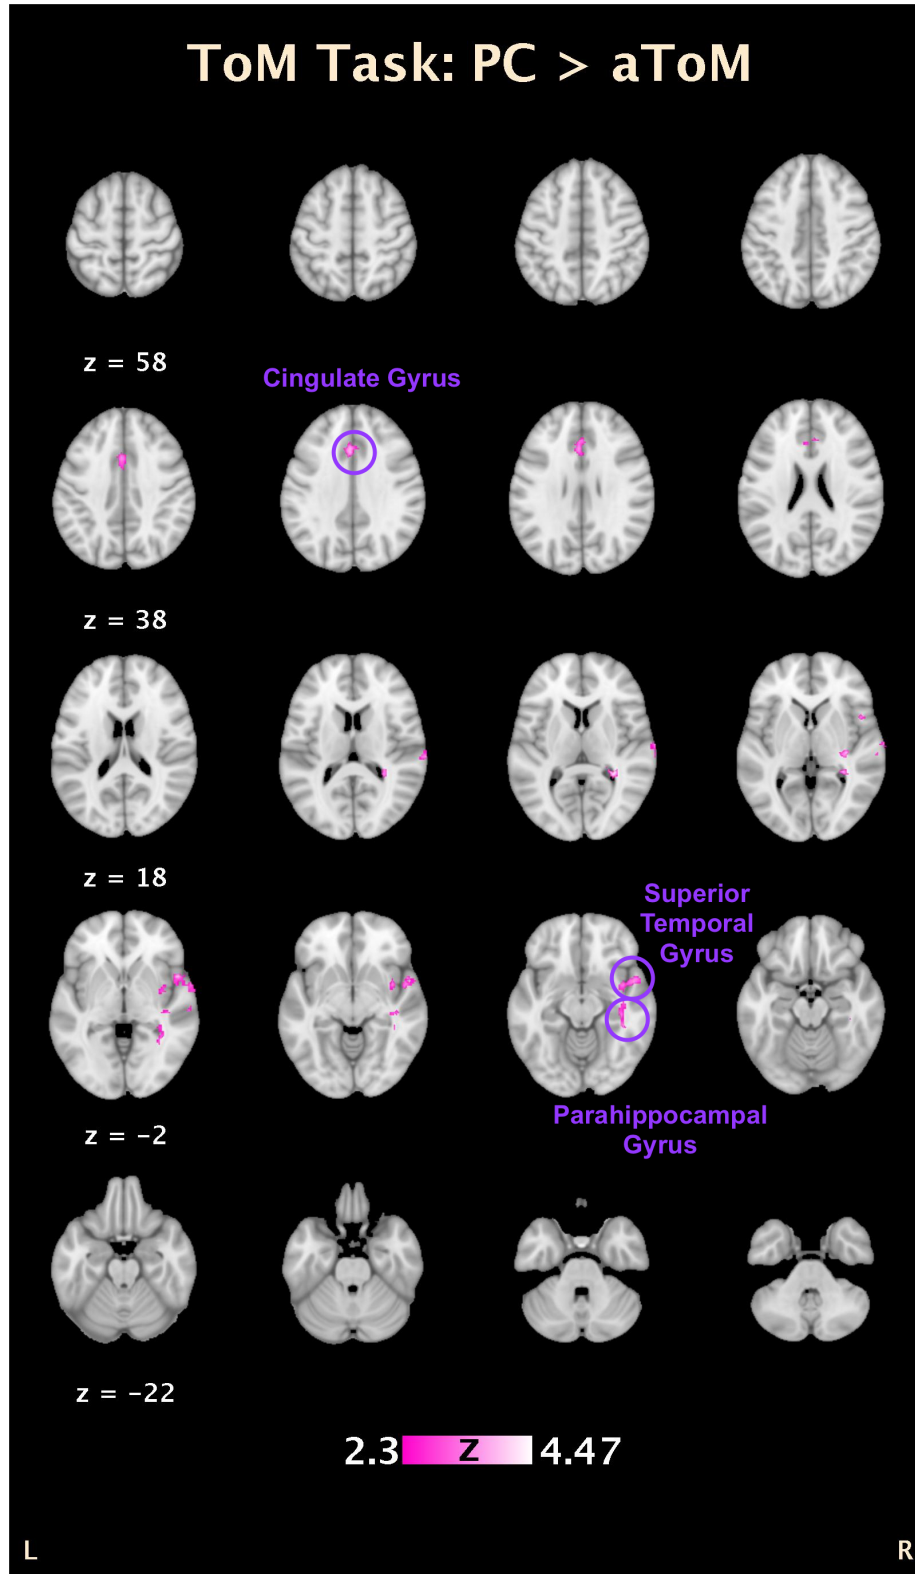 ToM Task: PC > aToM
z = 58
Cingulate Gyrus
z = 38
z = 18
Superior
Temporal
Gyrus
z = -2
Parahippocampal
Gyrus
z = -22
2.3 Z 4.47
L R